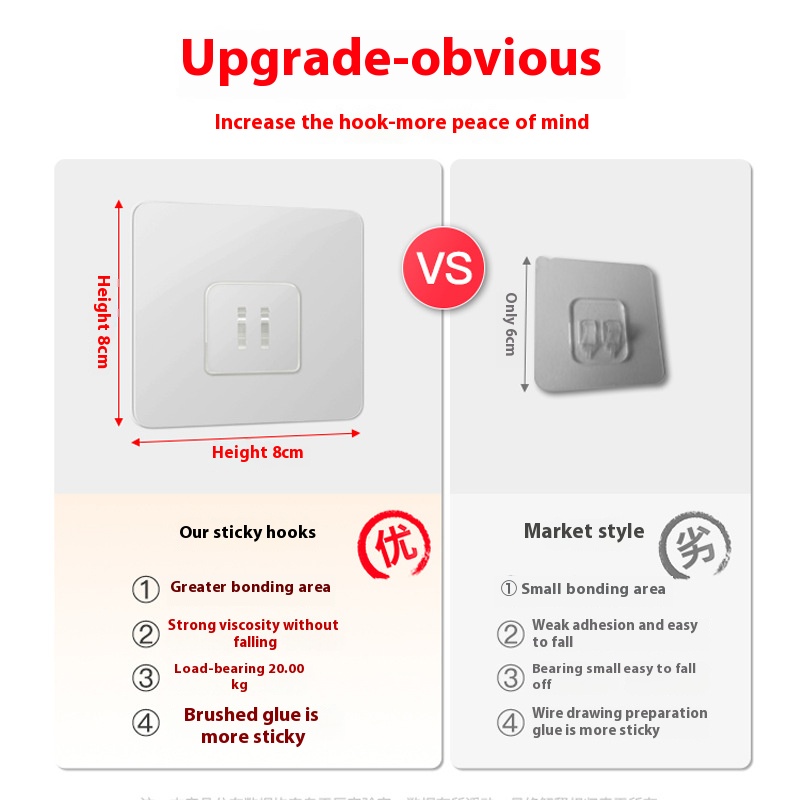 Upgrade-obvious
Increase the hook-more peace of mind
VS
Height 8cm
Height 8cm
Only 6cm
Our sticky hooks
优
① Greater bonding area
② Strong viscosity without
falling
③ Load-bearing 20.00
kg
④ Brushed glue is
more sticky
Market style
劣
① Small bonding area
② Weak adhesion and easy
to fall
③ Bearing small easy to fall
off
④ Wire drawing preparation
glue is more sticky